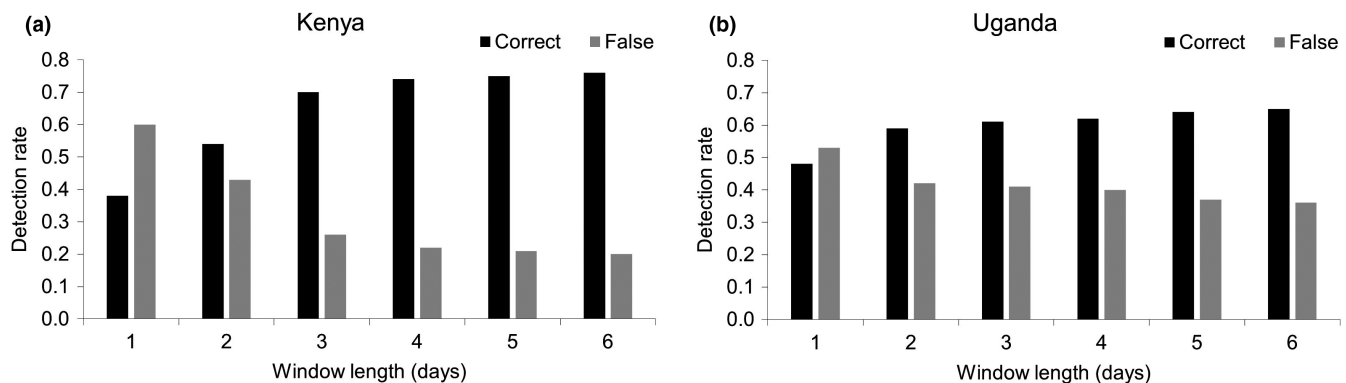 (a) Kenya
Correct False
Detection rate
0.8
0.7
0.6
0.5
0.4
0.3
0.2
0.1
0.0
1 2 3 4 5 6
Window length (days)
(b) Uganda
Correct False
Detection rate
0.8
0.7
0.6
0.5
0.4
0.3
0.2
0.1
0.0
1 2 3 4 5 6
Window length (days)